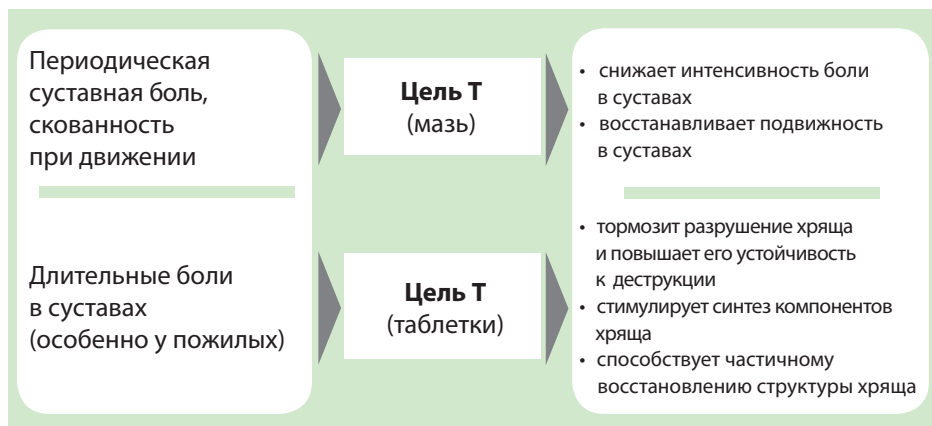 Периодическая
суставная боль,
скованность
при движении
Цель Т
(мазь)
• снижает интенсивность боли
в суставах
• восстанавливает подвижность
в суставах
Длительные боли
в суставах
(особенно у пожилых)
Цель Т
(таблетки)
• тормозит разрушение хряща
и повышает его устойчивость
к деструкции
• стимулирует синтез компонентов
хряща
• способствует частичному
восстановлению структуры хряща